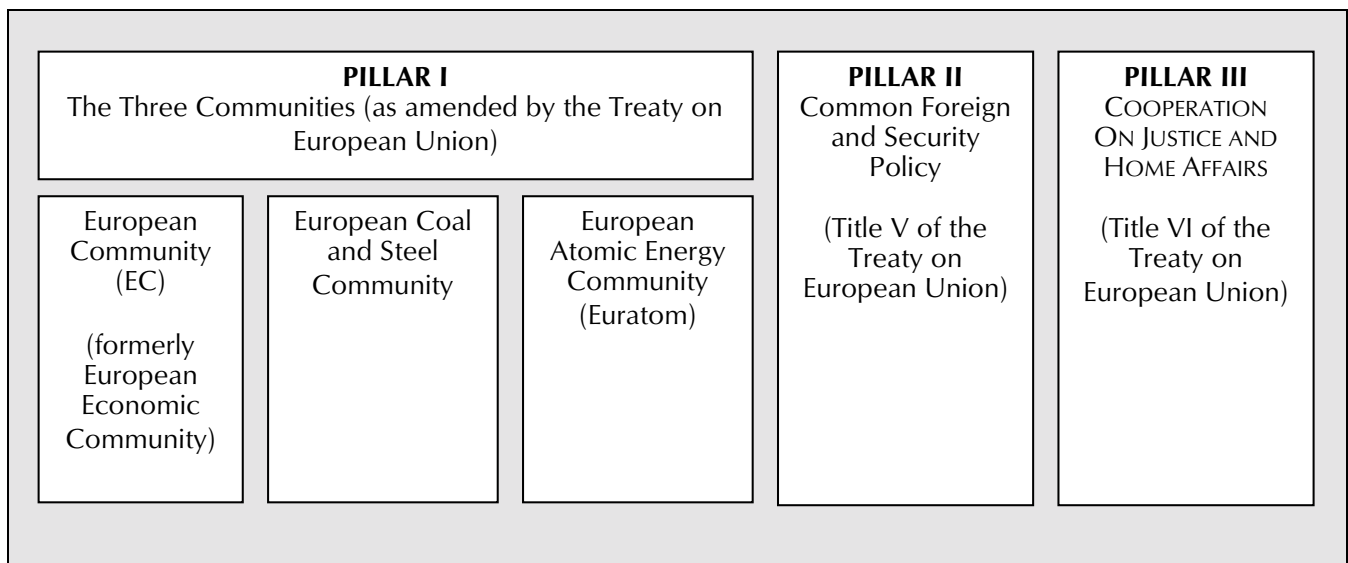 PILLAR I
The Three Communities (as amended by the Treaty on
European Union)
European
Community
(EC)
(formerly
European
Economic
Community)
European Coal
and Steel
Community
European
Atomic Energy
Community
(Euratom)
PILLAR II
Common Foreign
and Security
Policy
(Title V of the
Treaty on
European Union)
PILLAR III
COOPERATION
ON JUSTICE AND
HOME AFFAIRS
(Title VI of the
Treaty on
European Union)